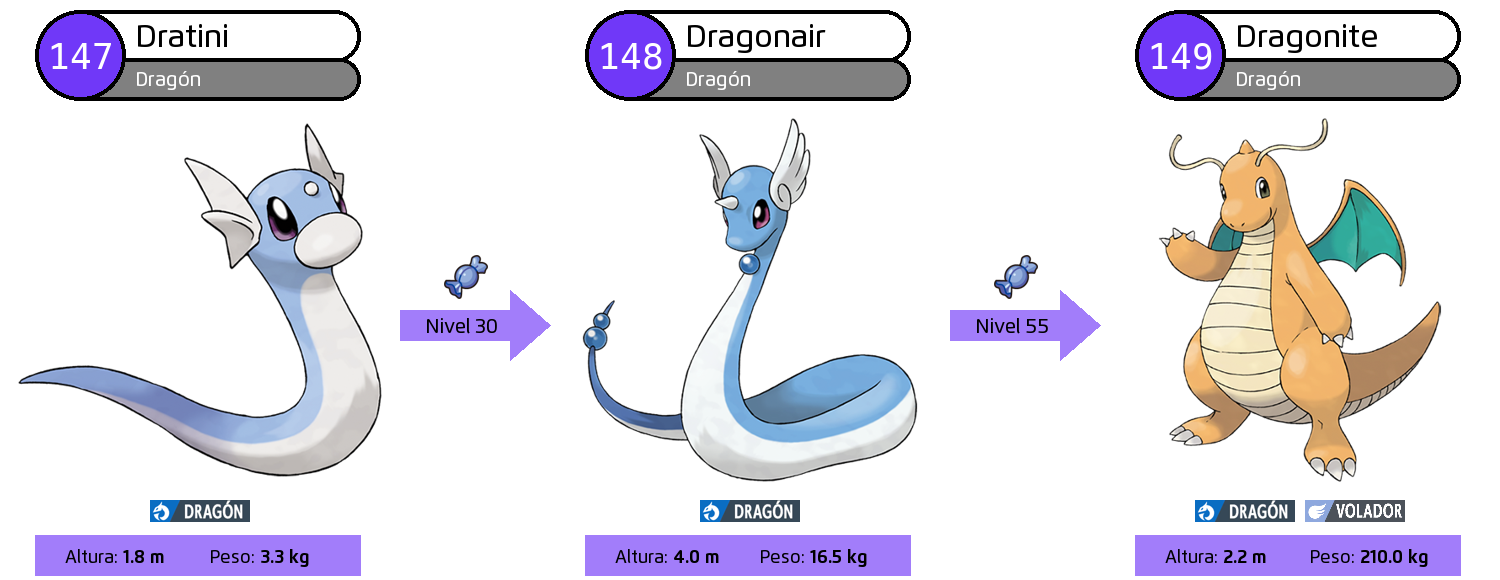 147
Dratini
Dragón
148
Dragonair
Dragón
149
Dragonite
Dragón
Nivel 30
Nivel 55
DRAGÓN
DRAGÓN
DRAGÓN VOLADOR
Altura: 1.8 m Peso: 3.3 kg
Altura: 4.0 m Peso: 16.5 kg
Altura: 2.2 m Peso: 210.0 kg